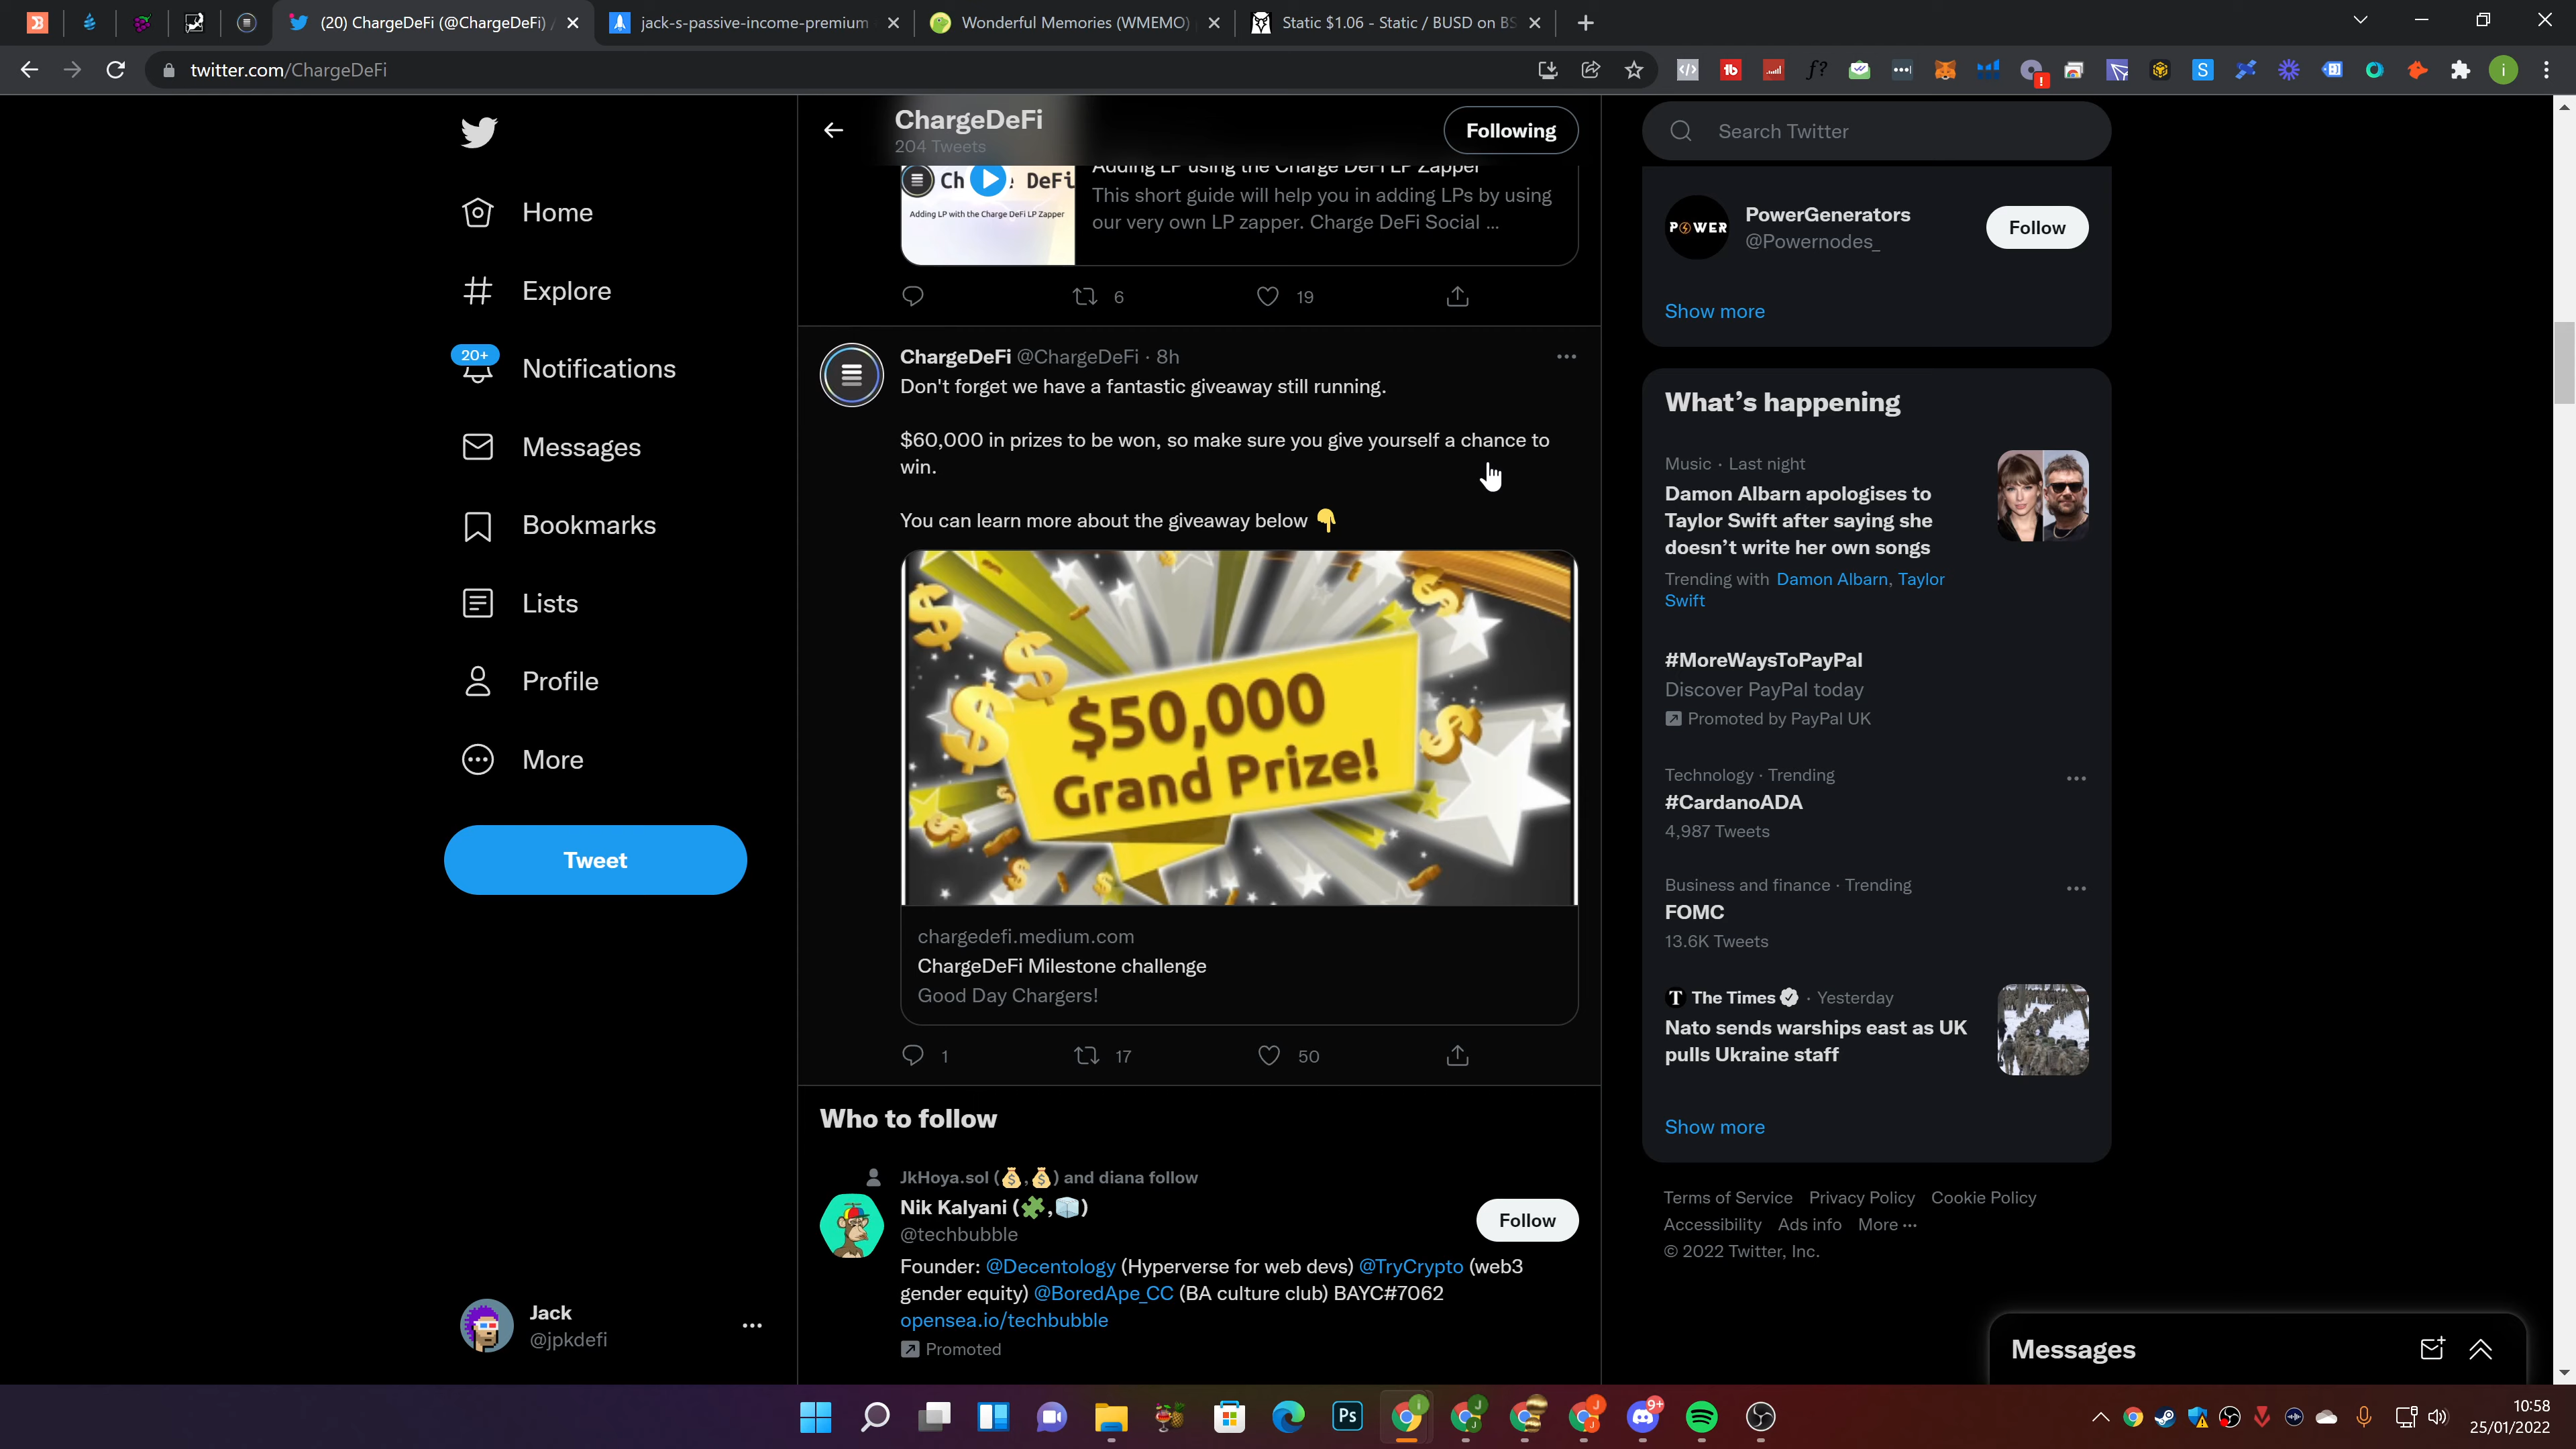 (20) ChargeDeFi (@ChargeDeFi) /
jack-s-passive-income-premium
Wonderful Memories (WMEMO)
Static $1.06 - Static / BUSD on BS
twitter.com/ChargeDeFi
Home
Explore
20+
Notifications
Messages
Bookmarks
Lists
Profile
More
Tweet
Jack
@jpkdefi
ChargeDeFi
204 Tweets
Following
Adding LP using the Charge DeFi LP Zapper
This short guide will help you in adding LPs by using
our very own LP zapper. Charge DeFi Social ...
Adding LP with the Charge DeFi LP Zapper
6
19
ChargeDeFi @ChargeDeFi · 8h
Don't forget we have a fantastic giveaway still running.
$60,000 in prizes to be won, so make sure you give yourself a chance to
win.
You can learn more about the giveaway below 👇
$50,000
Grand Prize!
chargedefi.medium.com
ChargeDeFi Milestone challenge
Good Day Chargers!
1
17
50
Who to follow
JkHoya.sol (💰,💰) and diana follow
Nik Kalyani (🧩,🧊)
@techbubble
Follow
Founder: @Decentology (Hyperverse for web devs) @TryCrypto (web3
gender equity) @BoredApe_CC (BA culture club) BAYC#7062
opensea.io/techbubble
Promoted
Search Twitter
POWER
PowerGenerators
@Powernodes_
Follow
Show more
What's happening
Music · Last night
Damon Albarn apologises to
Taylor Swift after saying she
doesn't write her own songs
Trending with Damon Albarn, Taylor
Swift
#MoreWaysToPayPal
Discover PayPal today
Promoted by PayPal UK
Technology · Trending
#CardanoADA
4,987 Tweets
Business and finance · Trending
FOMC
13.6K Tweets
The Times · Yesterday
Nato sends warships east as UK
pulls Ukraine staff
Show more
Terms of Service Privacy Policy Cookie Policy
Accessibility Ads info More ···
© 2022 Twitter, Inc.
Messages
Ps
9+
10:58
25/01/2022